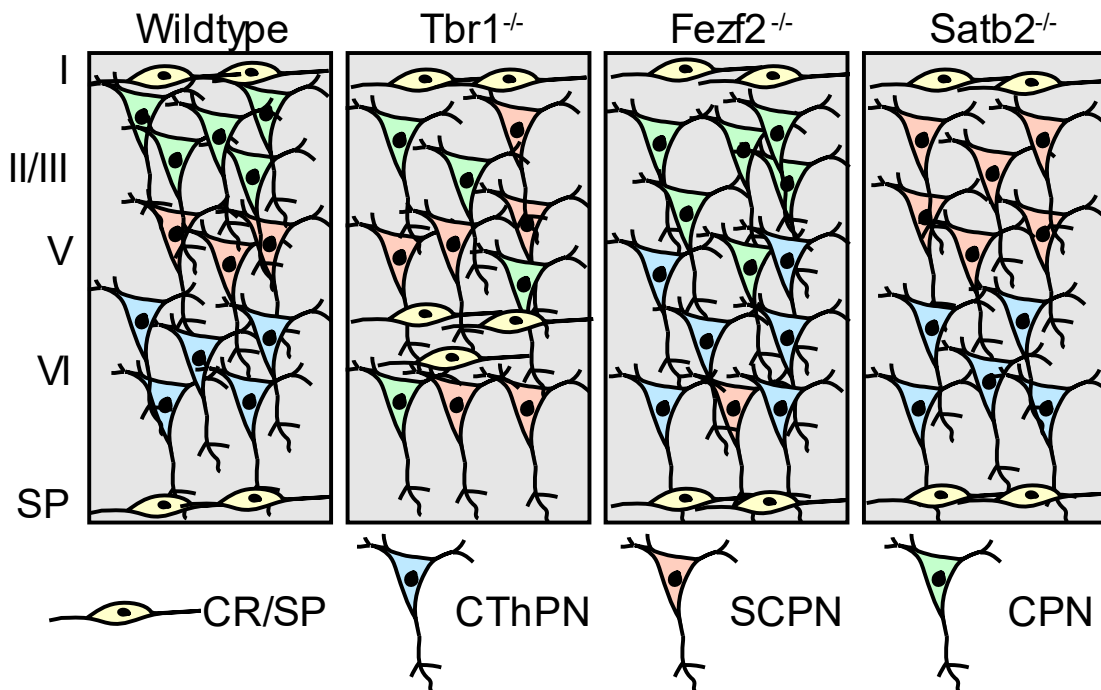 Wildtype Tbr1-/- Fezf2-/- Satb2-/-
I
II/III
V
VI
SP
CR/SP CThPN SCPN CPN